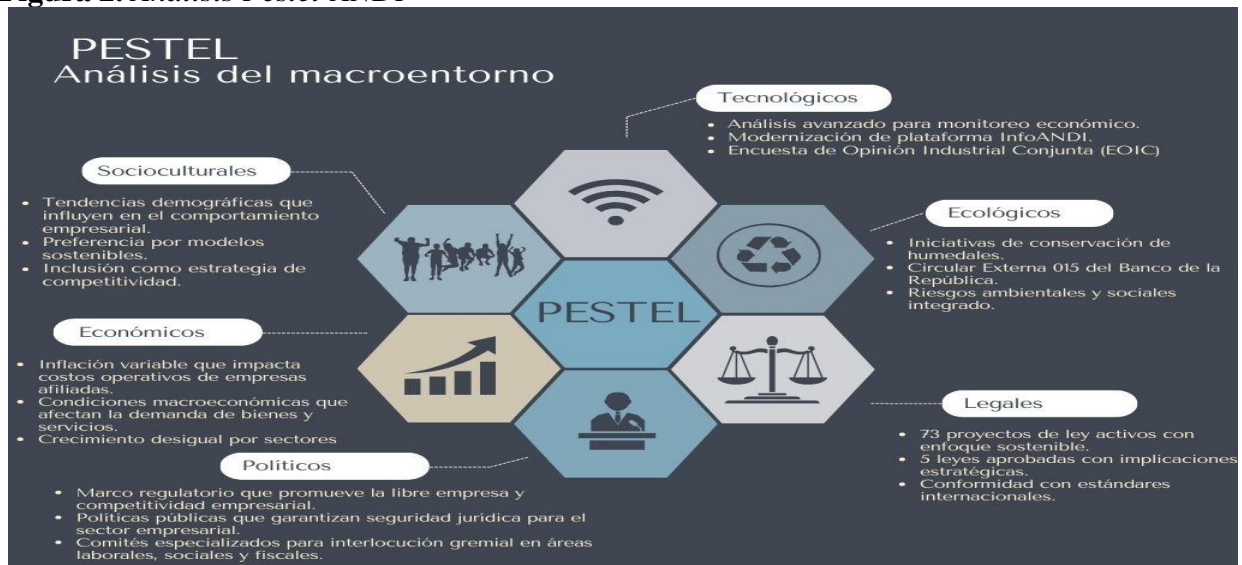 PESTEL
Análisis del macroentorno
Tecnológicos
• Análisis avanzado para monitoreo económico.
• Modernización de plataforma InfoANDI.
• Encuesta de Opinión Industrial Conjunta (EOIC)
Socioculturales
• Tendencias demográficas que
influyen en el comportamiento
empresarial.
• Preferencia por modelos
sostenibles.
• Inclusión como estrategia de
competitividad.
Ecológicos
• Iniciativas de conservación de
humedales.
• Circular Externa 015 del Banco de la
República.
• Riesgos ambientales y sociales
integrado.
PESTEL
Económicos
• Inflación variable que impacta
costos operativos de empresas
afiliadas.
• Condiciones macroeconómicas que
afectan la demanda de bienes y
servicios.
• Crecimiento desigual por sectores
Legales
• 73 proyectos de ley activos con
enfoque sostenible.
• 5 leyes aprobadas con implicaciones
estratégicas.
• Conformidad con estándares
internacionales.
Políticos
• Marco regulatorio que promueve la libre empresa y
competitividad empresarial.
• Políticas públicas que garantizan seguridad jurídica para el
sector empresarial.
• Comités especializados para interlocución gremial en áreas
laborales, sociales y fiscales.